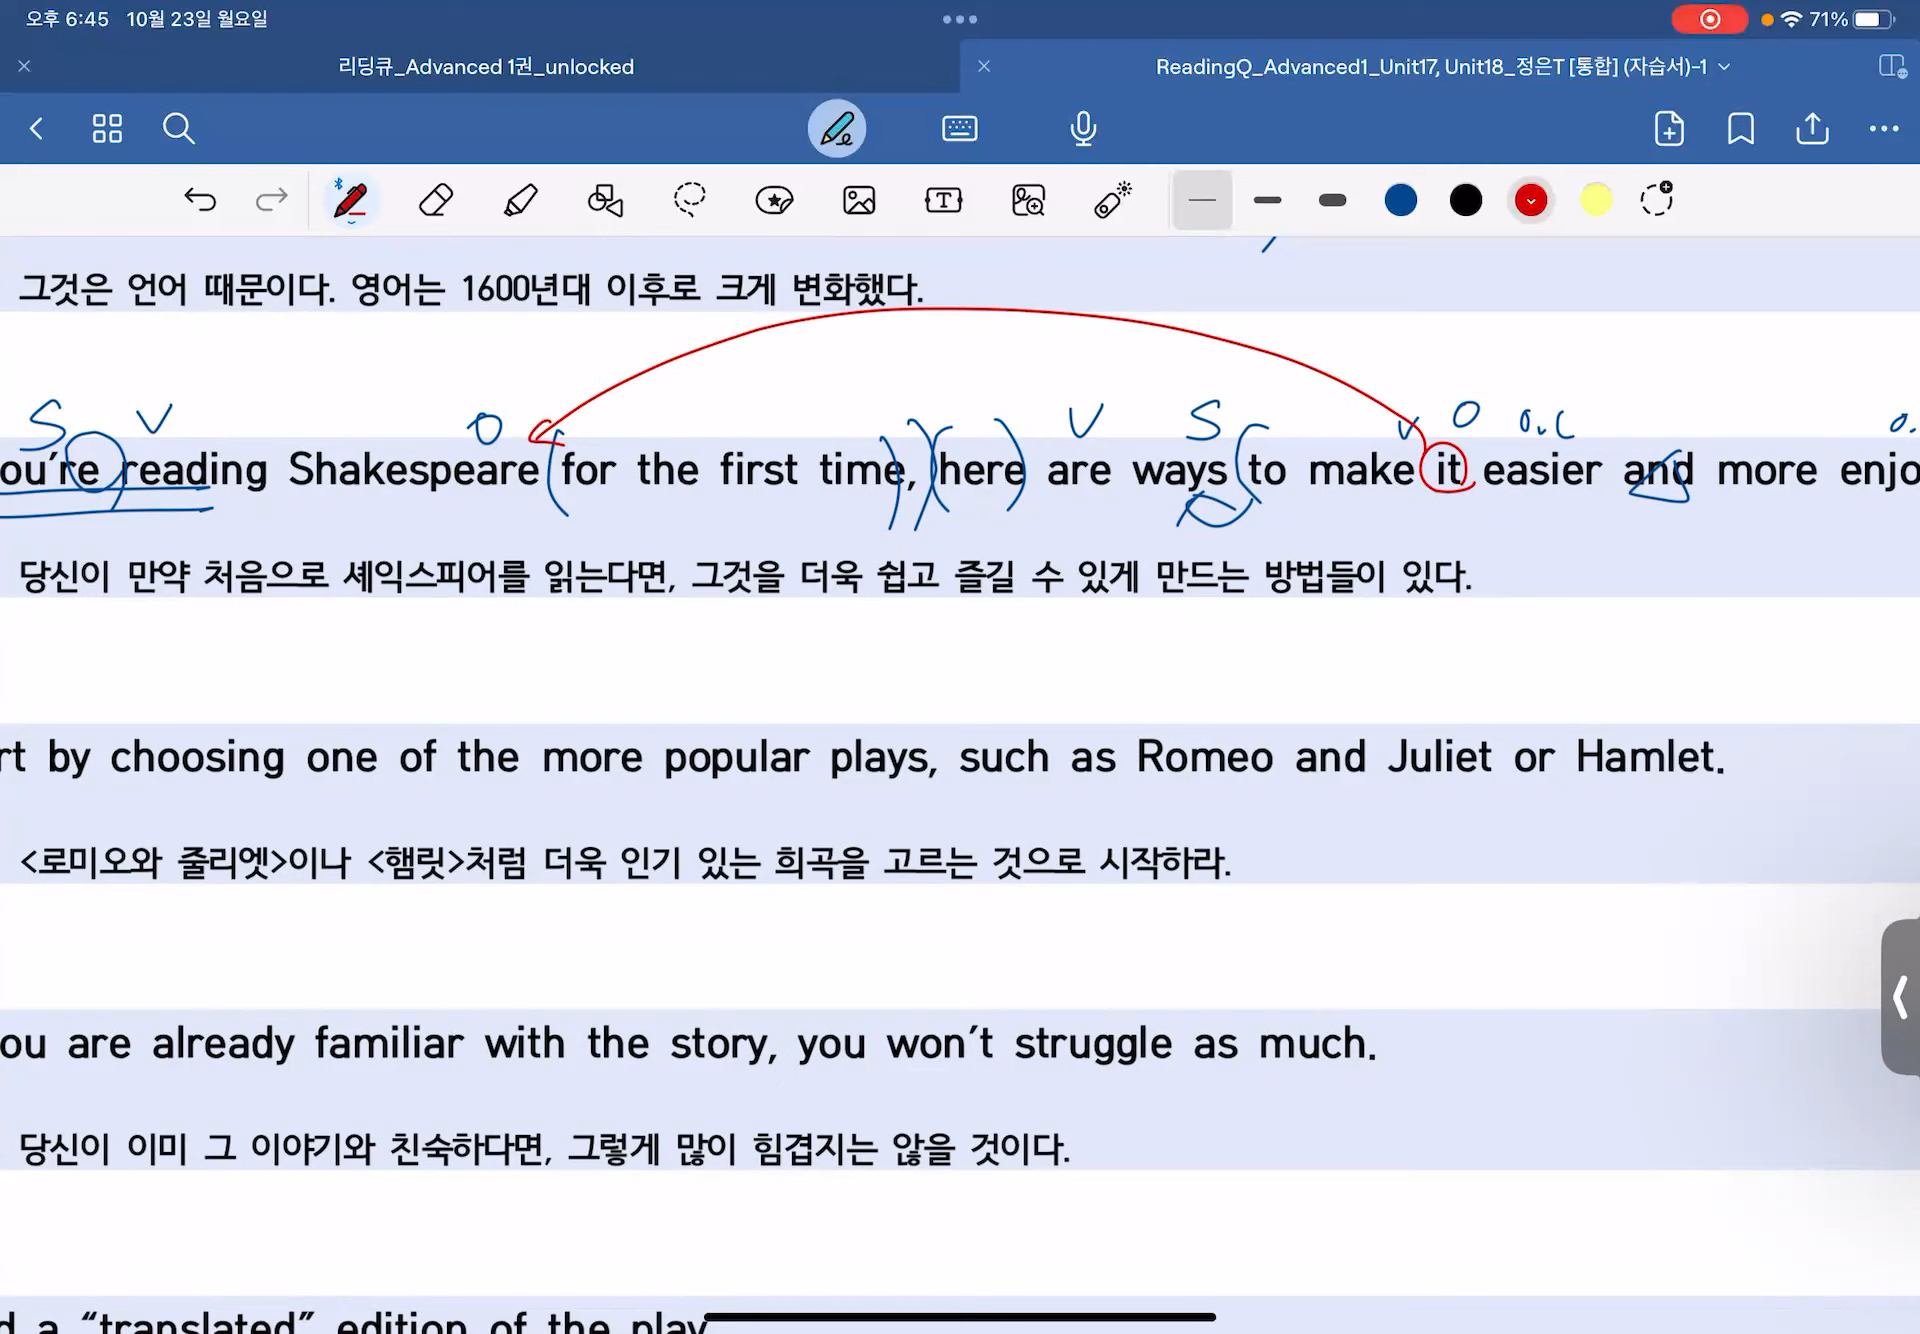 오후 6:45 10월 23일 월요일
71%
리딩큐_Advanced 1권_unlocked
ReadingQ_Advanced1_Unit17, Unit18_정은T [통합] (자습서)-1
그것은 언어 때문이다. 영어는 1600년대 이후로 크게 변화했다.
S V O V S V O O.C O.
ou're reading Shakespeare for the first time, here are ways to make it easier and more enjo
당신이 만약 처음으로 셰익스피어를 읽는다면, 그것을 더욱 쉽고 즐길 수 있게 만드는 방법들이 있다.
rt by choosing one of the more popular plays, such as Romeo and Juliet or Hamlet.
<로미오와 줄리엣>이나 <햄릿>처럼 더욱 인기 있는 희곡을 고르는 것으로 시작하라.
ou are already familiar with the story, you won't struggle as much.
당신이 이미 그 이야기와 친숙하다면, 그렇게 많이 힘겹지는 않을 것이다.
d a “translated” edition of the play